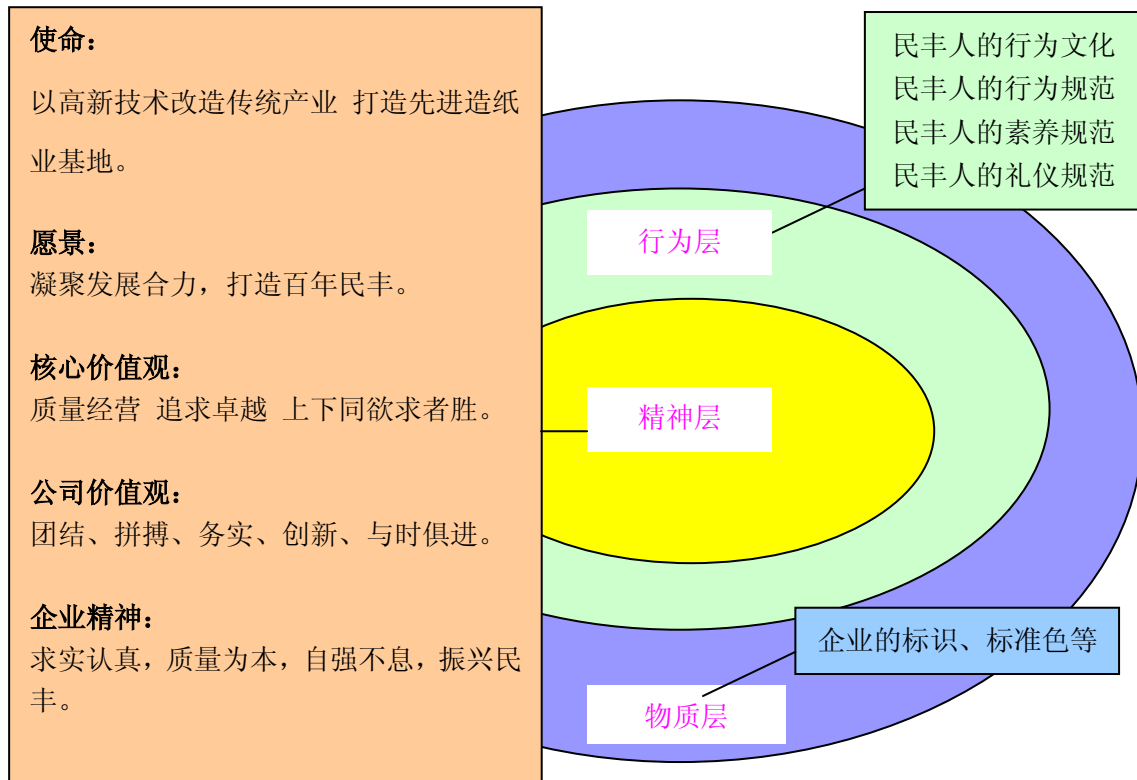 使命：
以高新技术改造传统产业 打造先进造纸
业基地。
愿景：
凝聚发展合力，打造百年民丰。
核心价值观：
质量经营 追求卓越 上下同欲求者胜。
公司价值观：
团结、拼搏、务实、创新、与时俱进。
企业精神：
求实认真，质量为本，自强不息，振兴民
丰。
民丰人的行为文化
民丰人的行为规范
民丰人的素养规范
民丰人的礼仪规范
行为层
精神层
企业的标识、标准色等
物质层